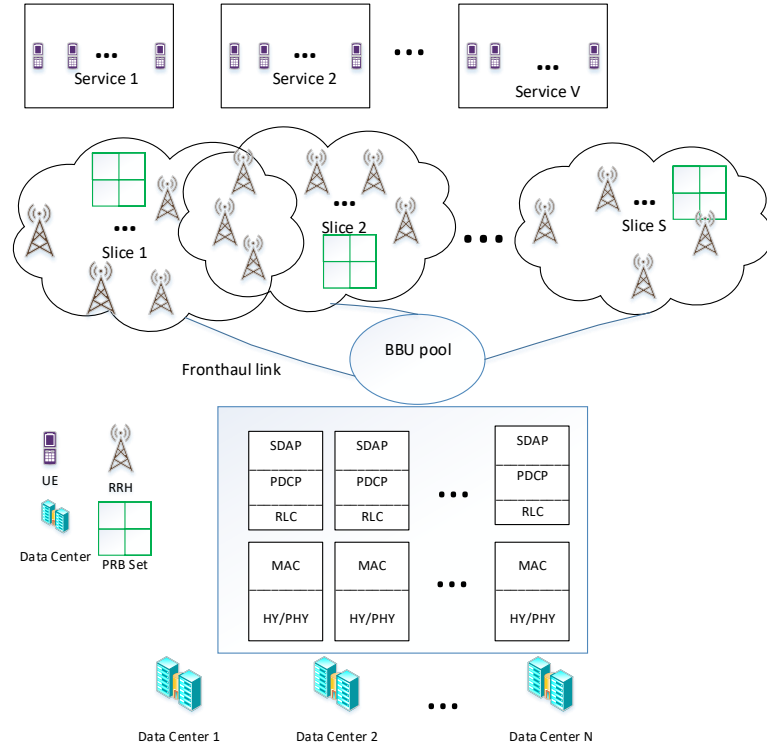 Service 1
Service 2
Service V
Slice 1
Slice 2
Slice S
BBU pool
Fronthaul link
SDAP
SDAP
SDAP
PDCP
PDCP
PDCP
RLC
RLC
RLC
UE
RRH
Data Center
PRB Set
MAC
MAC
MAC
HY/PHY
HY/PHY
HY/PHY
Data Center 1
Data Center 2
Data Center N